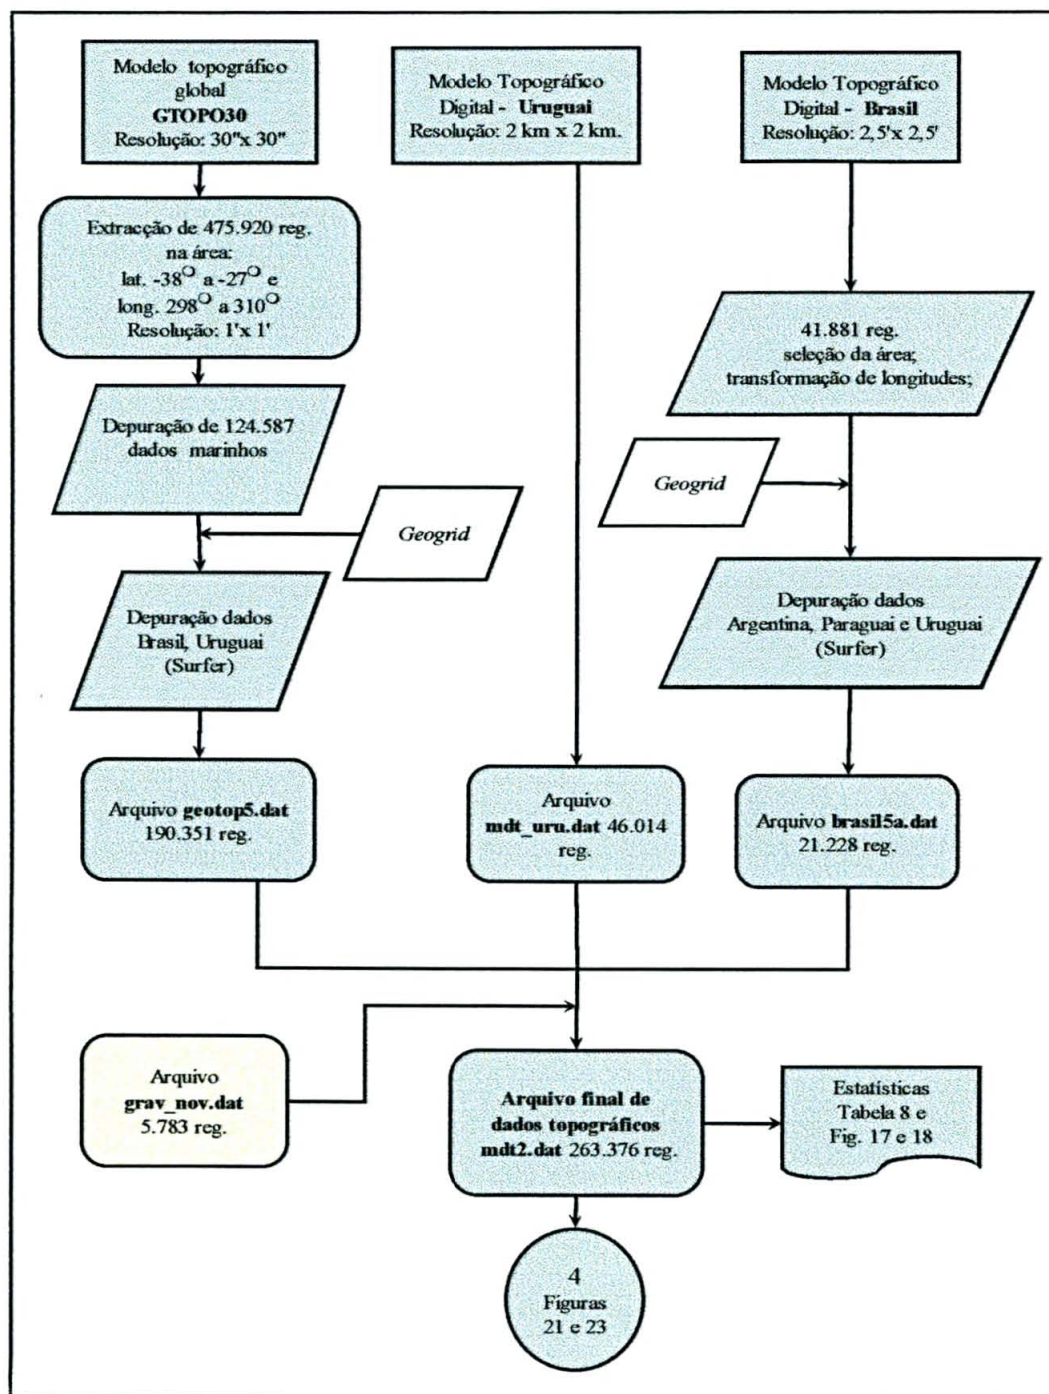 Modelo topográfico
global
GTOPO30
Resolução: 30"x 30"
Modelo Topográfico
Digital - Uruguai
Resolução: 2 km x 2 km.
Modelo Topográfico
Digital - Brasil
Resolução: 2,5'x 2,5'
Extracção de 475.920 reg.
na área:
lat. -38° a -27° e
long. 298° a 310°
Resolução: 1'x 1'
41.881 reg.
seleção da área;
transformação de longitudes;
Depuração de 124.587
dados marinhos
Geogrid
Geogrid
Depuração dados
Brasil, Uruguai
(Surfer)
Depuração dados
Argentina, Paraguai e Uruguai
(Surfer)
Arquivo geotop5.dat
190.351 reg.
Arquivo
mdt_uru.dat 46.014
reg.
Arquivo brasil5a.dat
21.228 reg.
Arquivo
grav_nov.dat
5.783 reg.
Arquivo final de
dados topográficos
mdt2.dat 263.376 reg.
Estatísticas
Tabela 8 e
Fig. 17 e 18
4
Figuras
21 e 23